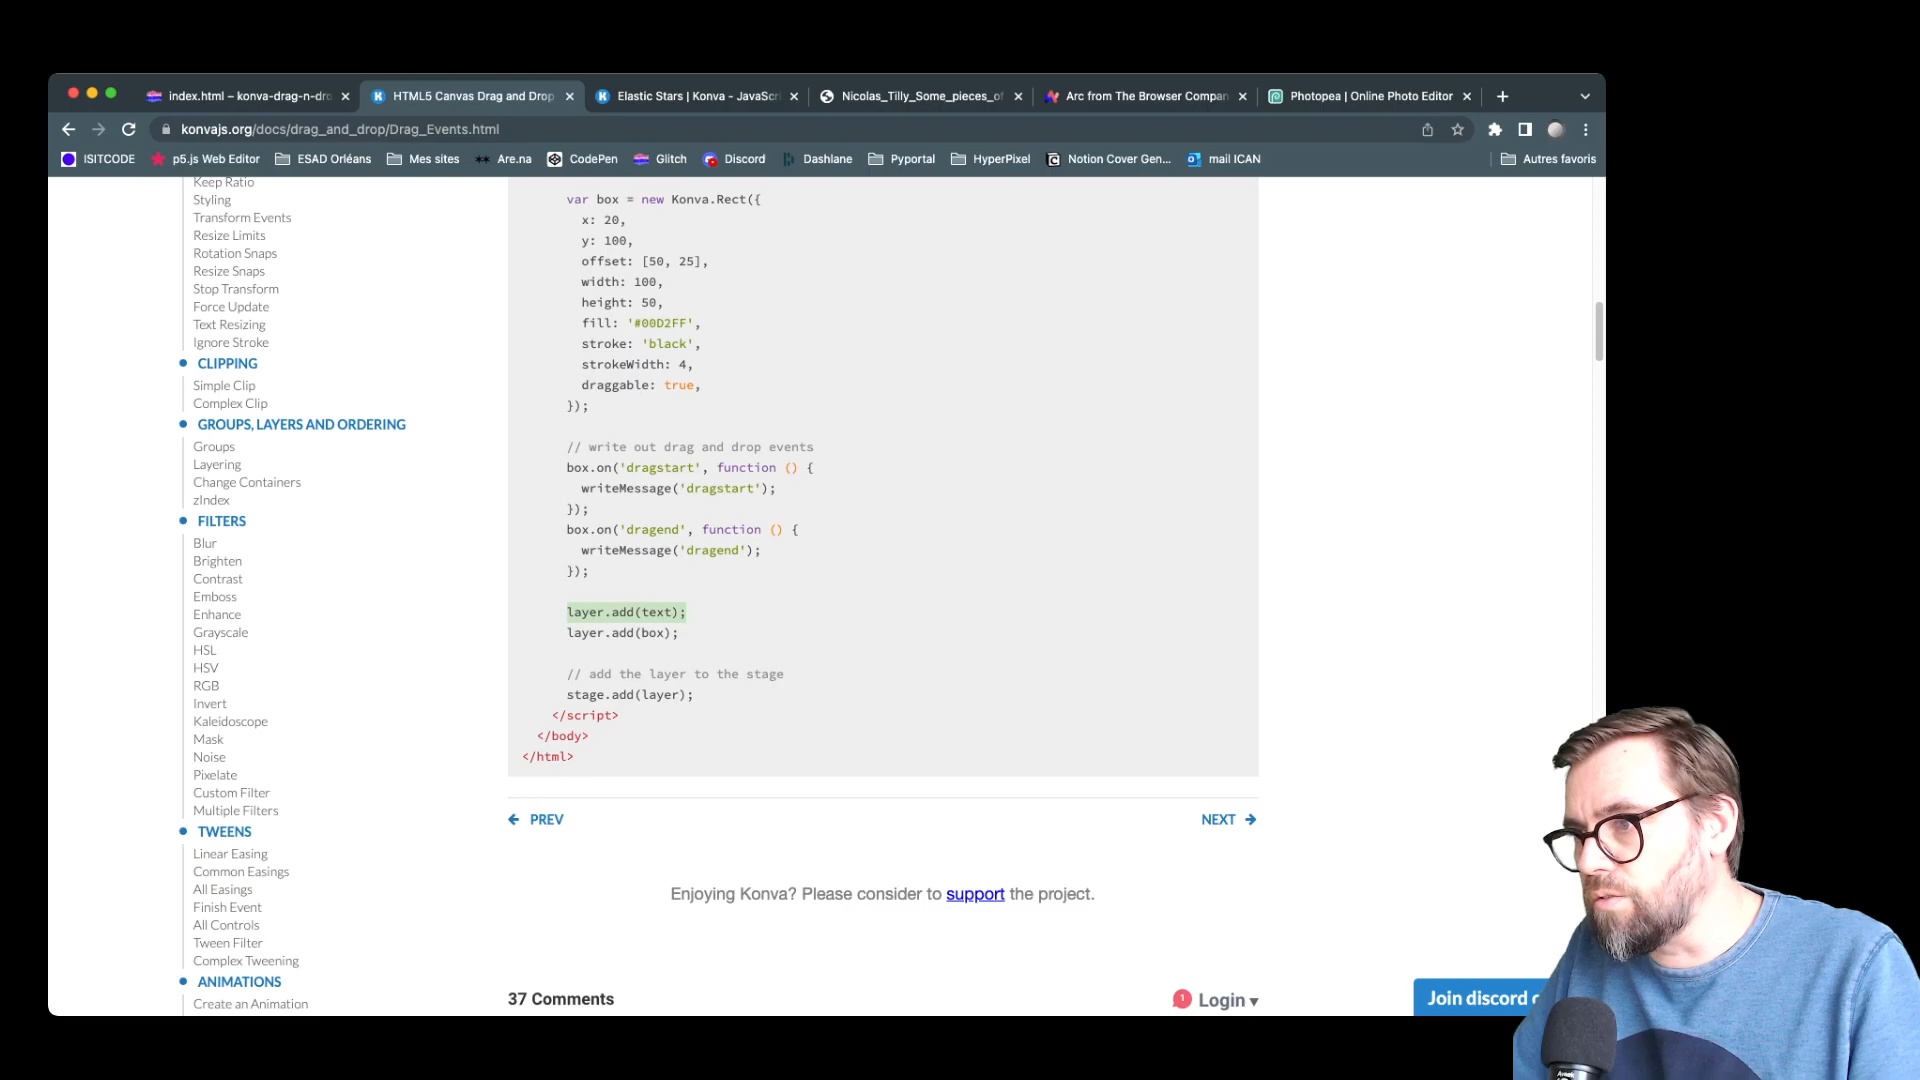 index.html – konva-drag-n-dro
HTML5 Canvas Drag and Drop
Elastic Stars | Konva - JavaScri
Nicolas_Tilly_Some_pieces_of
Arc from The Browser Compan
Photopea | Online Photo Editor
konvajs.org/docs/drag_and_drop/Drag_Events.html
ISITCODE
p5.js Web Editor
ESAD Orléans
Mes sites
Are.na
CodePen
Glitch
Discord
Dashlane
Pyportal
HyperPixel
Notion Cover Gen...
mail ICAN
Autres favoris
Keep Ratio
Styling
Transform Events
Resize Limits
Rotation Snaps
Resize Snaps
Stop Transform
Force Update
Text Resizing
Ignore Stroke
CLIPPING
Simple Clip
Complex Clip
GROUPS, LAYERS AND ORDERING
Groups
Layering
Change Containers
zIndex
FILTERS
Blur
Brighten
Contrast
Emboss
Enhance
Grayscale
HSL
HSV
RGB
Invert
Kaleidoscope
Mask
Noise
Pixelate
Custom Filter
Multiple Filters
TWEENS
Linear Easing
Common Easings
All Easings
Finish Event
All Controls
Tween Filter
Complex Tweening
ANIMATIONS
Create an Animation
var box = new Konva.Rect({
x: 20,
y: 100,
offset: [50, 25],
width: 100,
height: 50,
fill: '#00D2FF',
stroke: 'black',
strokeWidth: 4,
draggable: true,
});
// write out drag and drop events
box.on('dragstart', function () {
writeMessage('dragstart');
});
box.on('dragend', function () {
writeMessage('dragend');
});
layer.add(text);
layer.add(box);
// add the layer to the stage
stage.add(layer);
</script>
</body>
</html>
PREV
NEXT
Enjoying Konva? Please consider to support the project.
37 Comments
1
Login
Join discord c